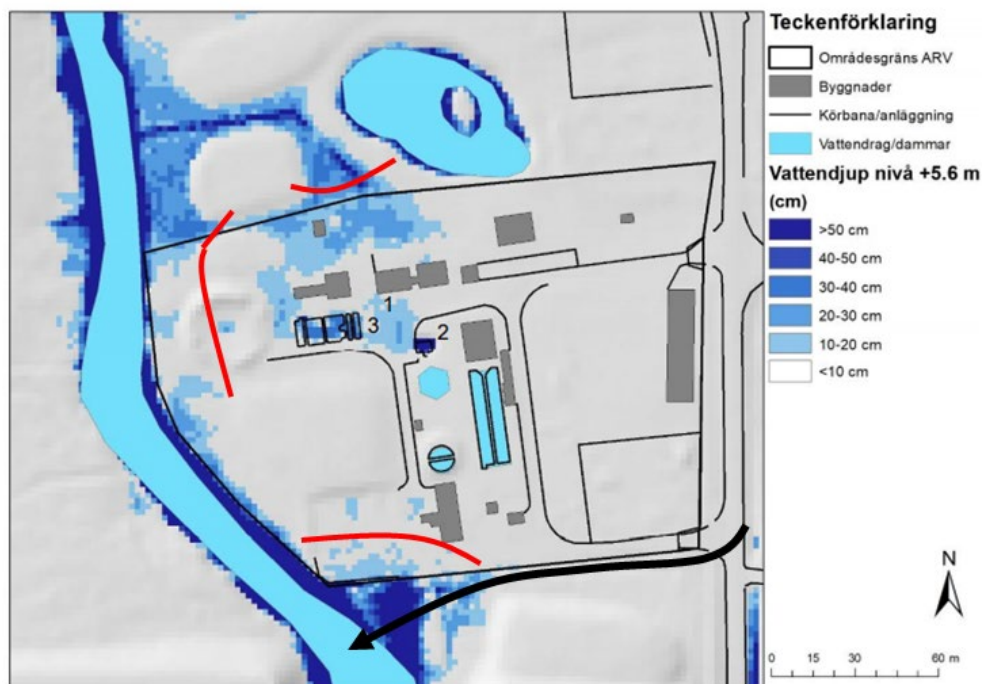 Teckenförklaring
Områdesgräns ARV
Byggnader
Körbana/anläggning
Vattendrag/dammar
Vattendjup nivå +5.6 m
(cm)
>50 cm
40-50 cm
30-40 cm
20-30 cm
10-20 cm
<10 cm
1
3
2
N
0 15 30 60 m